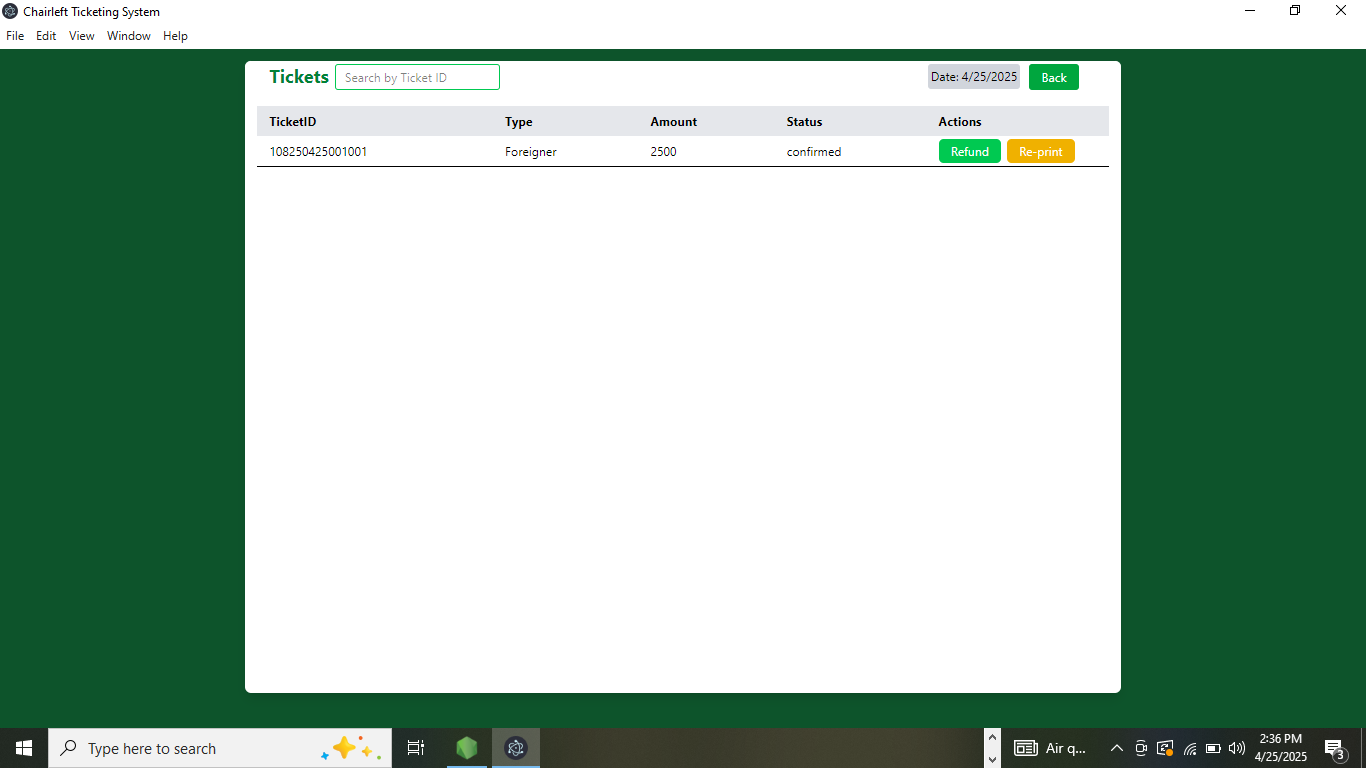 Chairleft Ticketing System
File Edit View Window Help
Tickets Search by Ticket ID Date: 4/25/2025 Back
TicketID Type Amount Status Actions
108250425001001 Foreigner 2500 confirmed Refund Re-print
Type here to search Air q... 2:36 PM
4/25/2025 3